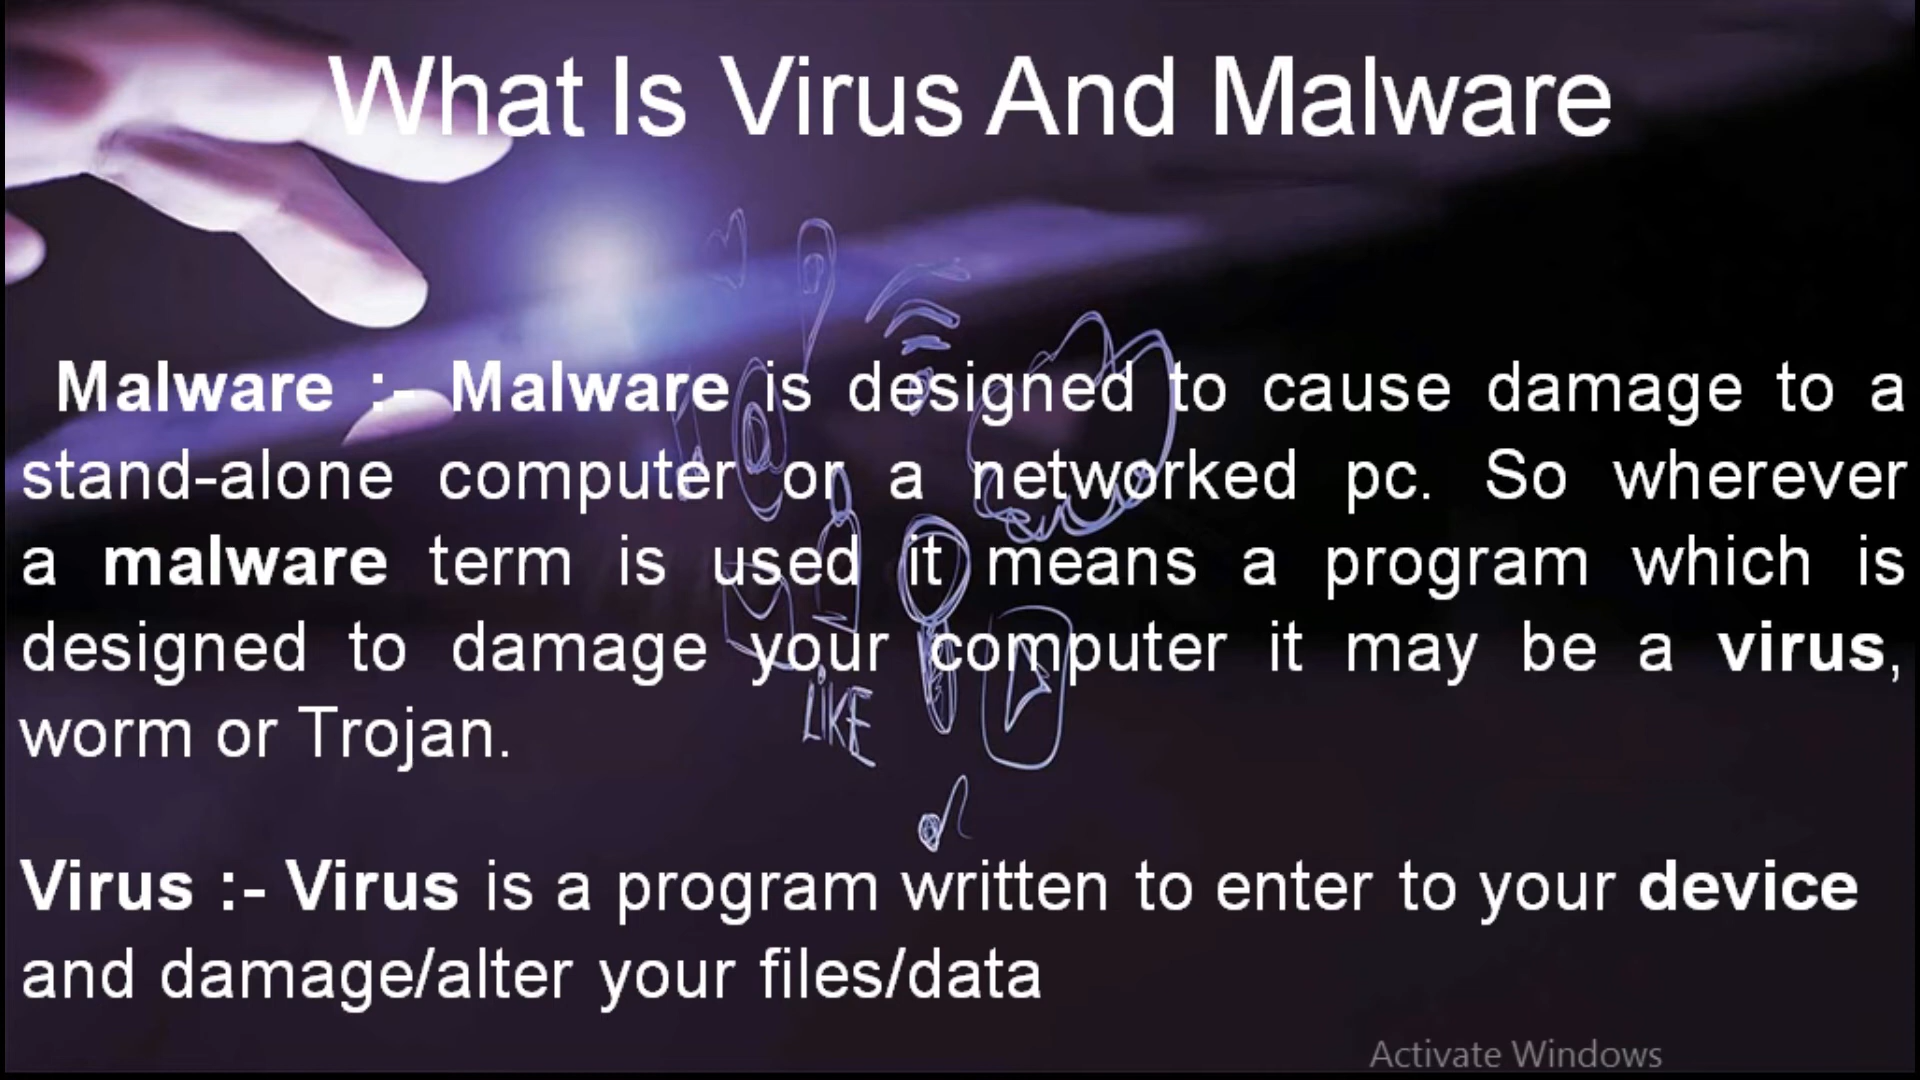 What Is Virus And Malware
Malware :- Malware is designed to cause damage to a
stand-alone computer or a networked pc. So wherever
a malware term is used it means a program which is
designed to damage your computer it may be a virus,
worm or Trojan.
LIKE
Virus :- Virus is a program written to enter to your device
and damage/alter your files/data
Activate Windows